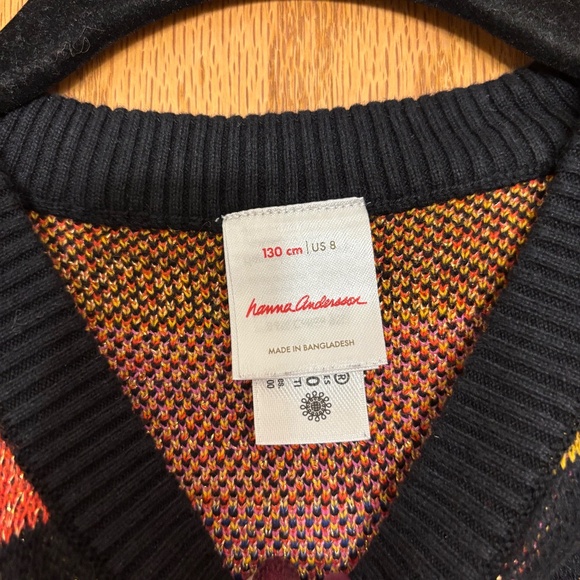 130 cm | US 8
hanna Andersson
MADE IN BANGLADESH